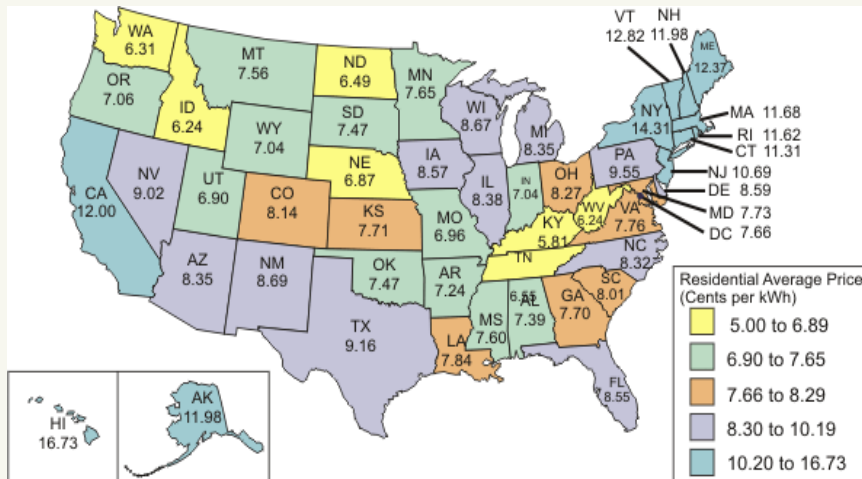 VT
12.82
NH
11.98
ME
12.37
WA
6.31
MT
7.56
ND
6.49
MN
7.65
OR
7.06
ID
6.24
WY
7.04
SD
7.47
WI
8.67
MI
8.35
NY
14.31
MA 11.68
RI 11.62
CT 11.31
NJ 10.69
DE 8.59
MD 7.73
DC 7.66
PA
9.55
NV
9.02
UT
6.90
CO
8.14
NE
6.87
IA
8.57
IL
8.38
IN
7.04
OH
8.27
WV
6.24
VA
7.76
CA
12.00
KS
7.71
MO
6.96
KY
5.81
NC
8.32
TN
6.55
AZ
8.35
NM
8.69
OK
7.47
AR
7.24
SC
8.01
MS
7.60
AL
7.39
GA
7.70
TX
9.16
LA
7.84
FL
8.55
HI
16.73
AK
11.98
Residential Average Price
(Cents per kWh)
5.00 to 6.89
6.90 to 7.65
7.66 to 8.29
8.30 to 10.19
10.20 to 16.73